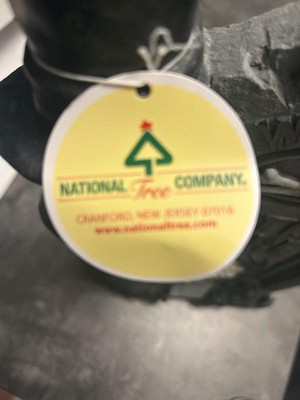 NATIONAL Tree COMPANY®
CRANFORD, NEW JERSEY 07016
www.nationaltree.com